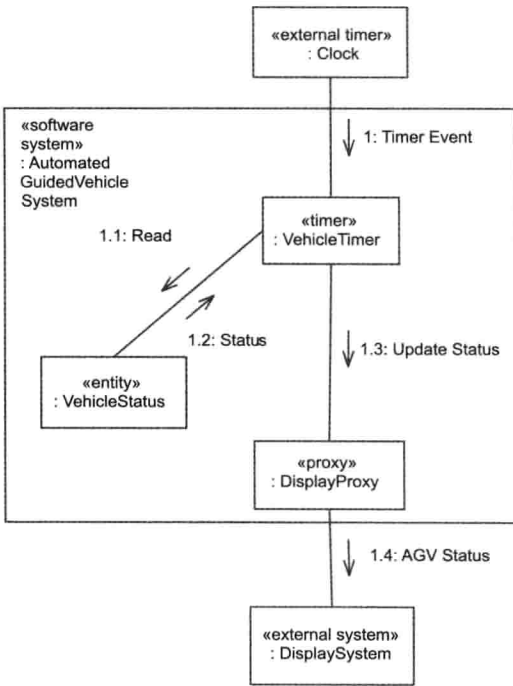 «external timer»
: Clock
«software
system»
: Automated
GuidedVehicle
System
1: Timer Event
«timer»
: VehicleTimer
1.1: Read
1.2: Status
1.3: Update Status
«entity»
: VehicleStatus
«proxy»
: DisplayProxy
1.4: AGV Status
«external system»
: DisplaySystem